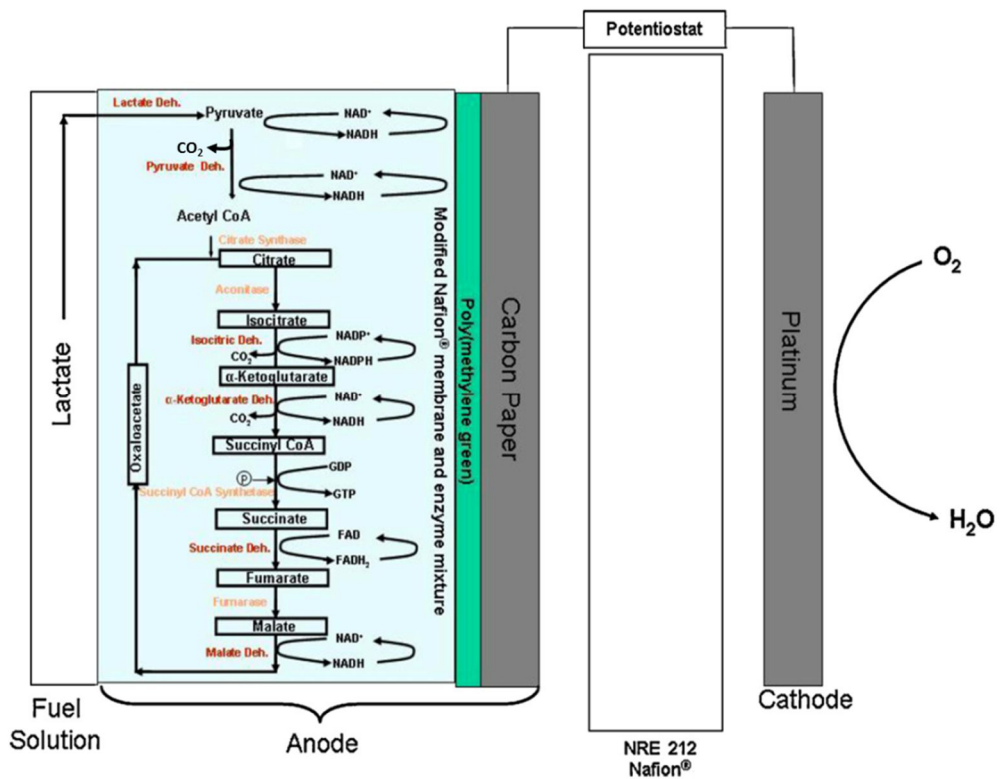 Potentiostat
Lactate Deh.
Pyruvate
NAD⁺
NADH
CO₂
Pyruvate Deh.
NAD⁺
NADH
Acetyl CoA
Citrate Synthase
Citrate
Aconitase
Isocitrate
Isocitric Deh.
NADP⁺
CO₂
NADPH
α-Ketoglutarate
α-Ketoglutarate Deh.
NAD⁺
CO₂
NADH
Succinyl CoA
GDP
P
GTP
Succinyl CoA Synthetase
Succinate
FAD
Succinate Deh.
FADH₂
Fumarate
Fumarase
Malate
NAD⁺
Malate Deh.
NADH
Oxaloacetate
Lactate
Modified Nafion® membrane and enzyme mixture
Poly(methylene green)
Carbon Paper
Platinum
O₂
H₂O
Fuel
Solution
Anode
NRE 212
Nafion®
Cathode